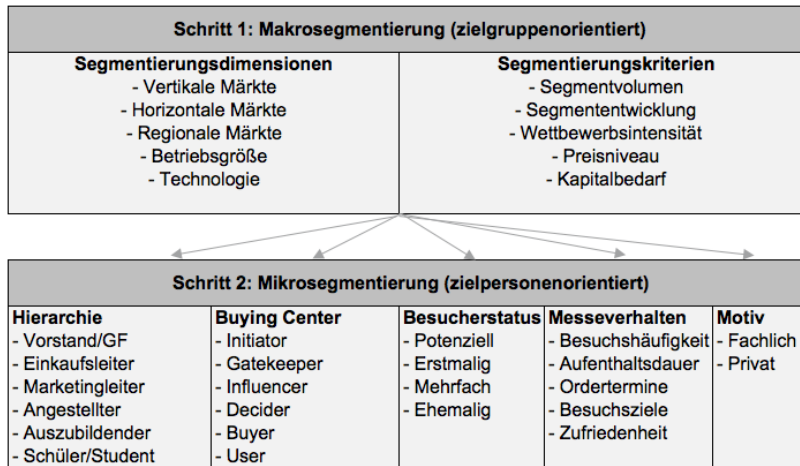 Schritt 1: Makrosegmentierung (zielgruppenorientiert)
Segmentierungsdimensionen
- Vertikale Märkte
- Horizontale Märkte
- Regionale Märkte
- Betriebsgröße
- Technologie
Segmentierungskriterien
- Segmentvolumen
- Segmententwicklung
- Wettbewerbsintensität
- Preisniveau
- Kapitalbedarf
Schritt 2: Mikrosegmentierung (zielpersonenorientiert)
Hierarchie
- Vorstand/GF
- Einkaufsleiter
- Marketingleiter
- Angestellter
- Auszubildender
- Schüler/Student
Buying Center
- Initiator
- Gatekeeper
- Influencer
- Decider
- Buyer
- User
Besucherstatus
- Potenziell
- Erstmalig
- Mehrfach
- Ehemalig
Messeverhalten
- Besuchshäufigkeit
- Aufenthaltsdauer
- Ordertermine
- Besuchsziele
- Zufriedenheit
Motiv
- Fachlich
- Privat